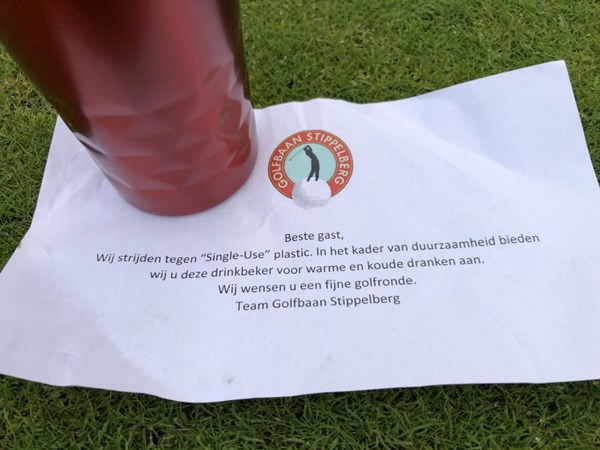 GOLFBAAN STIPPELBERG
Beste gast,
Wij strijden tegen “Single-Use” plastic. In het kader van duurzaamheid bieden
wij u deze drinkbeker voor warme en koude dranken aan.
Wij wensen u een fijne golfronde.
Team Golfbaan Stippelberg